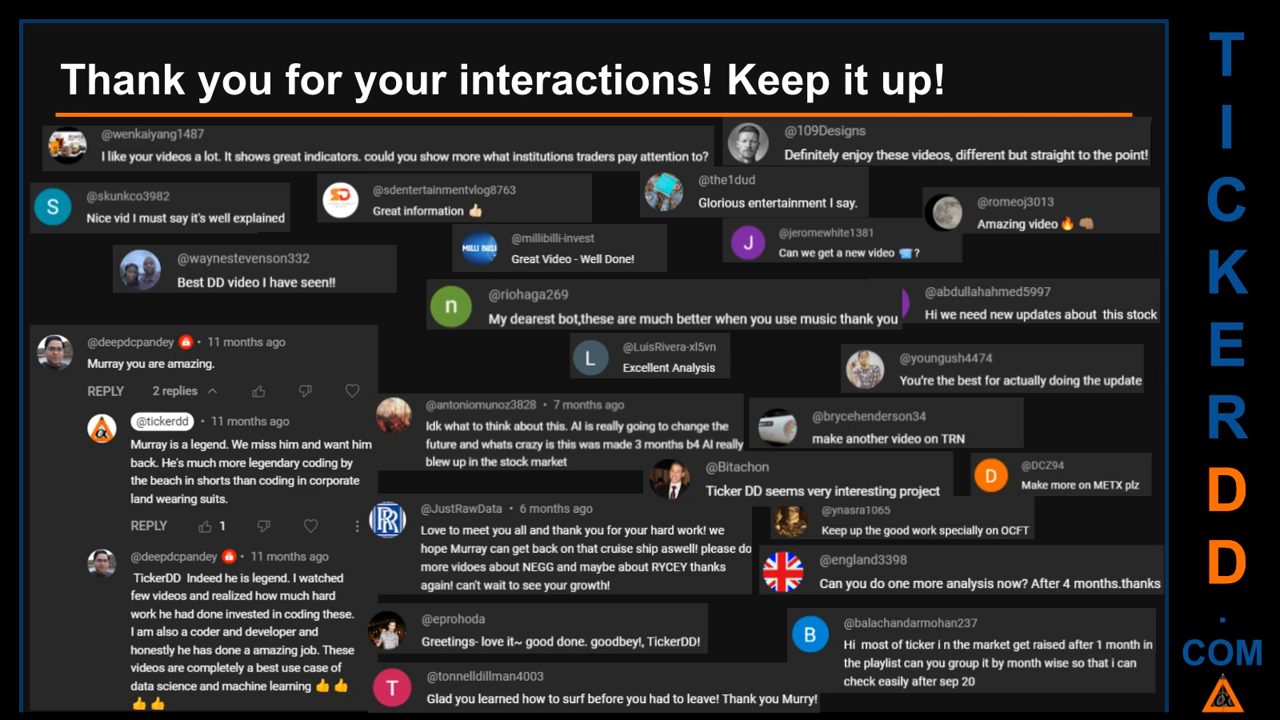 Thank you for your interactions! Keep it up!
@wenkaiyang1487
I like your videos a lot. It shows great indicators. could you show more what institutions traders pay attention to?
@109Designs
Definitely enjoy these videos, different but straight to the point!
S
@skunkco3982
Nice vid I must say it's well explained
@sdentertainmentvlog8763
Great information 👍🏻
@the1dud
Glorious entertainment I say.
@romeoj3013
Amazing video 🔥 👊🏽
MILLI BILLI
@millibilli-invest
Great Video - Well Done!
J
@jeromewhite1381
Can we get a new video ?
@waynestevenson332
Best DD video I have seen!!
n
@riohaga269
My dearest bot,these are much better when you use music thank you
@abdullahahmed5997
Hi we need new updates about this stock
L
@LuisRivera-xl5vn
Excellent Analysis
@youngush4474
You're the best for actually doing the update
@deepdcpandey • 11 months ago
Murray you are amazing.
REPLY 2 replies
@tickerdd • 11 months ago
Murray is a legend. We miss him and want him
back. He's much more legendary coding by
the beach in shorts than coding in corporate
land wearing suits.
REPLY 1
@deepdcpandey • 11 months ago
TickerDD Indeed he is legend. I watched
few videos and realized how much hard
work he had done invested in coding these.
I am also a coder and developer and
honestly he has done a amazing job. These
videos are completely a best use case of
data science and machine learning 👍 👍
👍 👍
@antoniomunoz3828 • 7 months ago
Idk what to think about this. AI is really going to change the
future and whats crazy is this was made 3 months b4 AI really
blew up in the stock market
@brycehenderson34
make another video on TRN
@Bitachon
Ticker DD seems very interesting project
D
@DCZ94
Make more on METX plz
RR
@JustRawData • 6 months ago
Love to meet you all and thank you for your hard work! we
hope Murray can get back on that cruise ship aswell! please do
more vidoes about NEGG and maybe about RYCEY thanks
again! can't wait to see your growth!
@ynasra1065
Keep up the good work specially on OCFT
@england3398
Can you do one more analysis now? After 4 months.thanks
@eprohoda
Greetings- love it~ good done. goodbey!, TickerDD!
B
@balachandarmohan237
Hi most of ticker i n the market get raised after 1 month in
the playlist can you group it by month wise so that i can
check easily after sep 20
T
@tonnelldillman4003
Glad you learned how to surf before you had to leave! Thank you Murry!
T
I
C
K
E
R
D
D
.
COM